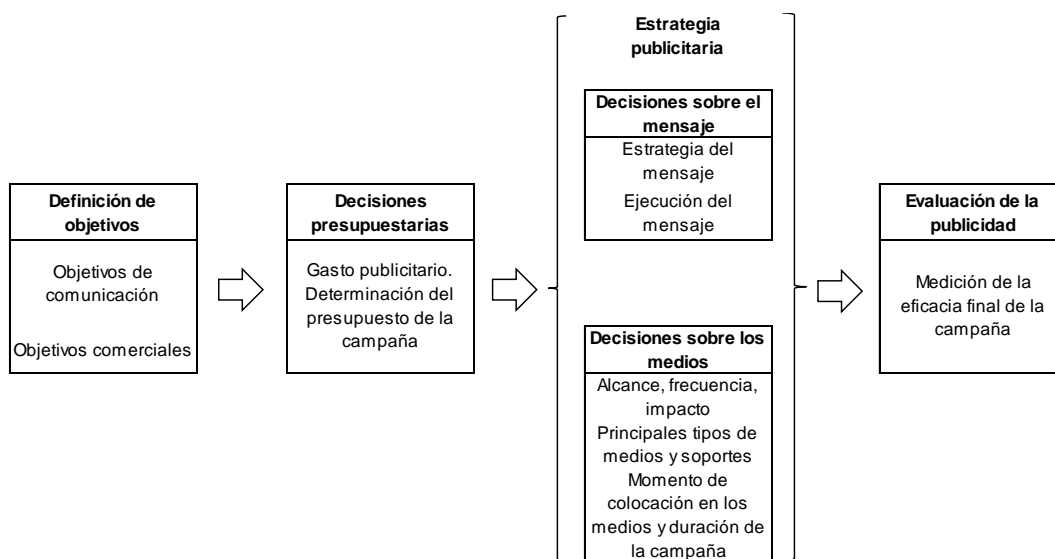 Definición de
objetivos
Objetivos de
comunicación
Objetivos comerciales
Decisiones
presupuestarias
Gasto publicitario.
Determinación del
presupuesto de la
campaña
Estrategia
publicitaria
Decisiones sobre el
mensaje
Estrategia del
mensaje
Ejecución del
mensaje
Decisiones sobre los
medios
Alcance, frecuencia,
impacto
Principales tipos de
medios y soportes
Momento de
colocación en los
medios y duración de
la campaña
Evaluación de la
publicidad
Medición de la
eficacia final de la
campaña